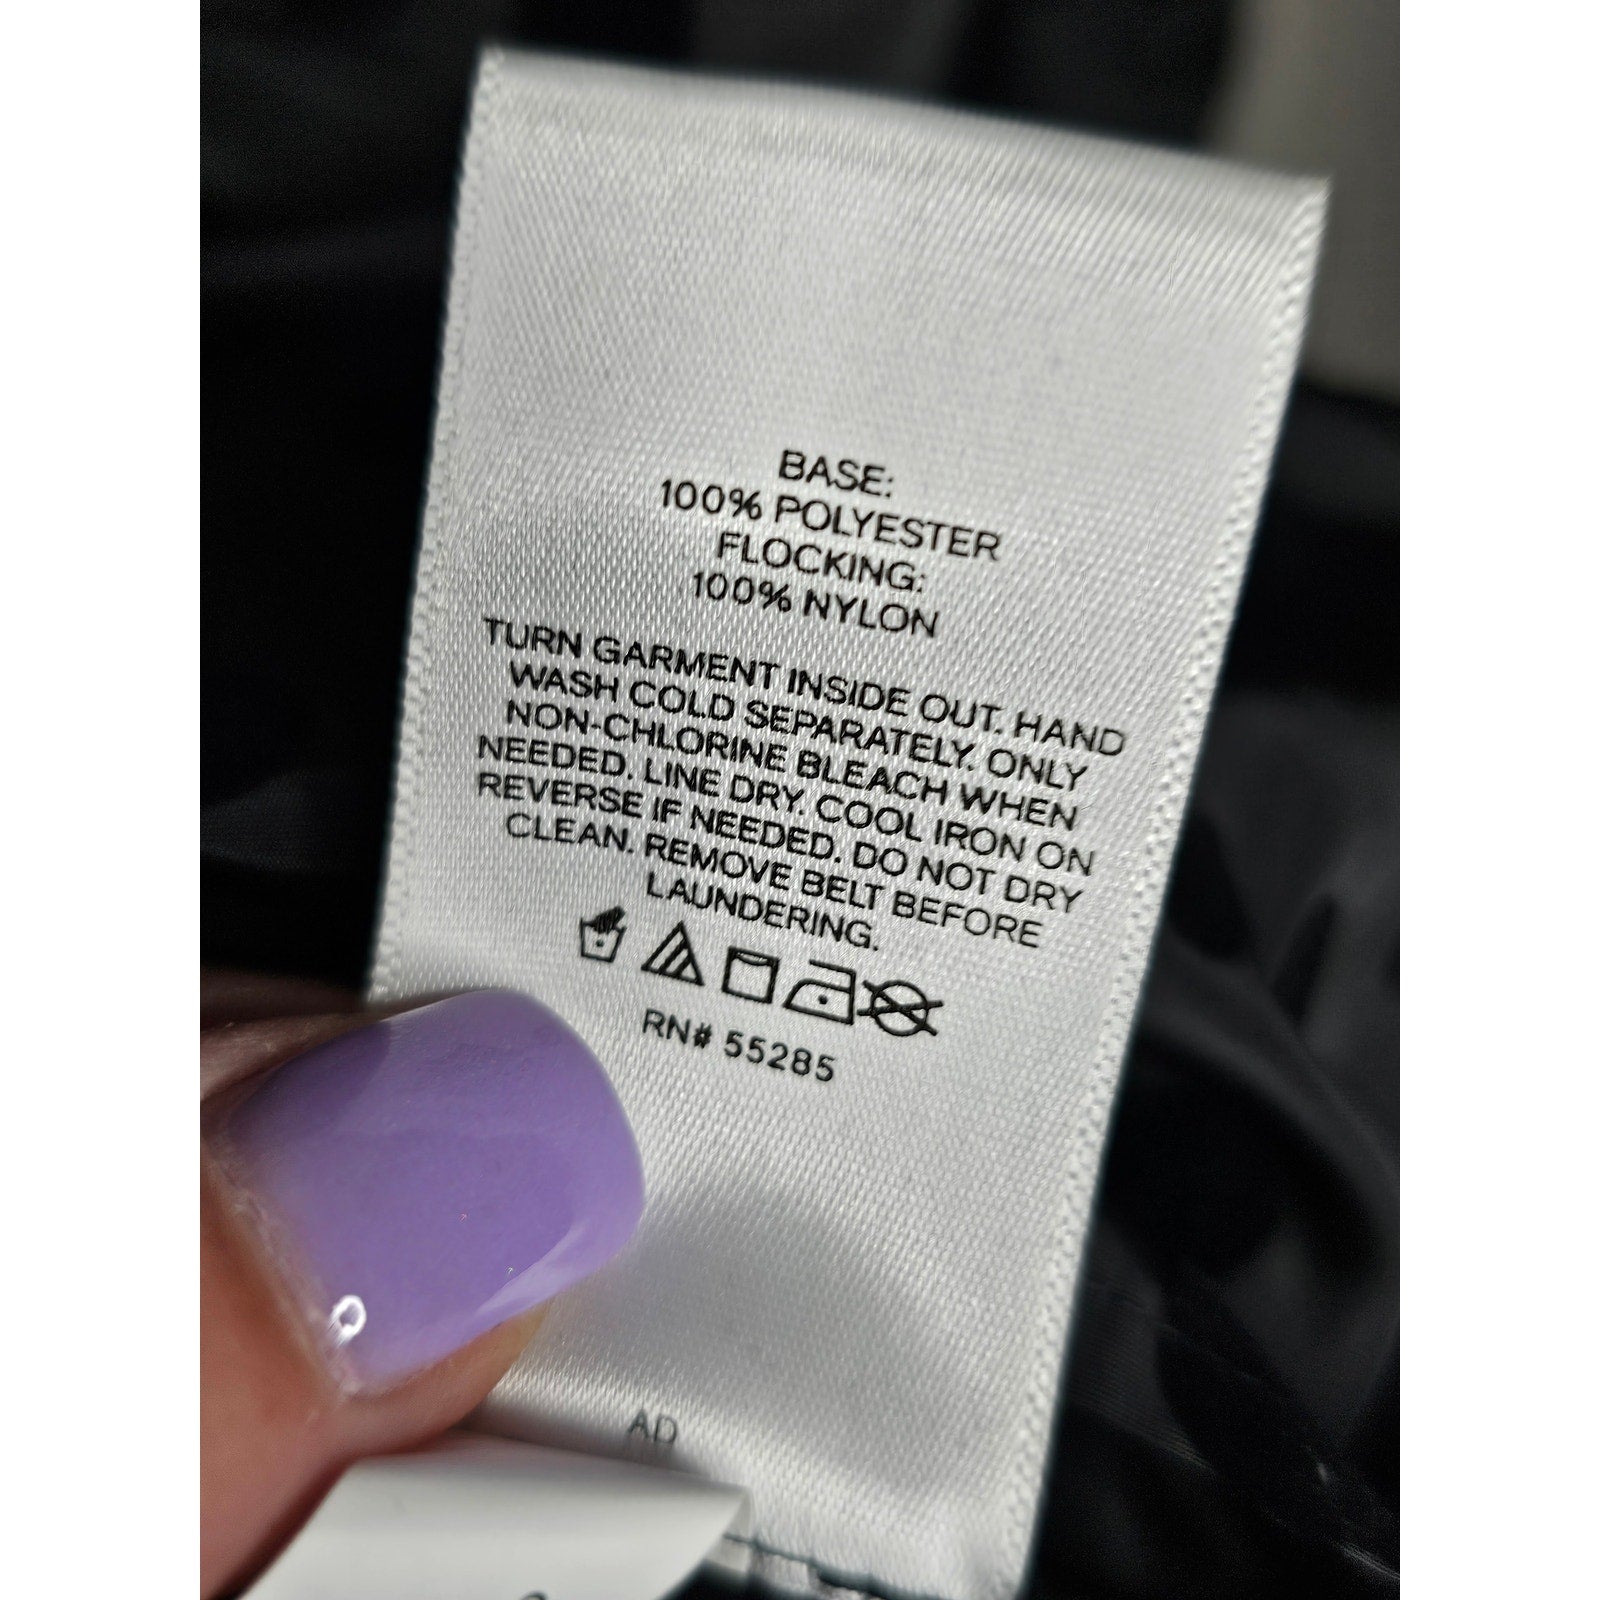 BASE:
100% POLYESTER
FLOCKING:
100% NYLON
TURN GARMENT INSIDE OUT. HAND
WASH COLD SEPARATELY. ONLY
NON-CHLORINE BLEACH WHEN
NEEDED. LINE DRY. COOL IRON ON
REVERSE IF NEEDED. DO NOT DRY
CLEAN. REMOVE BELT BEFORE
LAUNDERING.
RN# 55285
AD